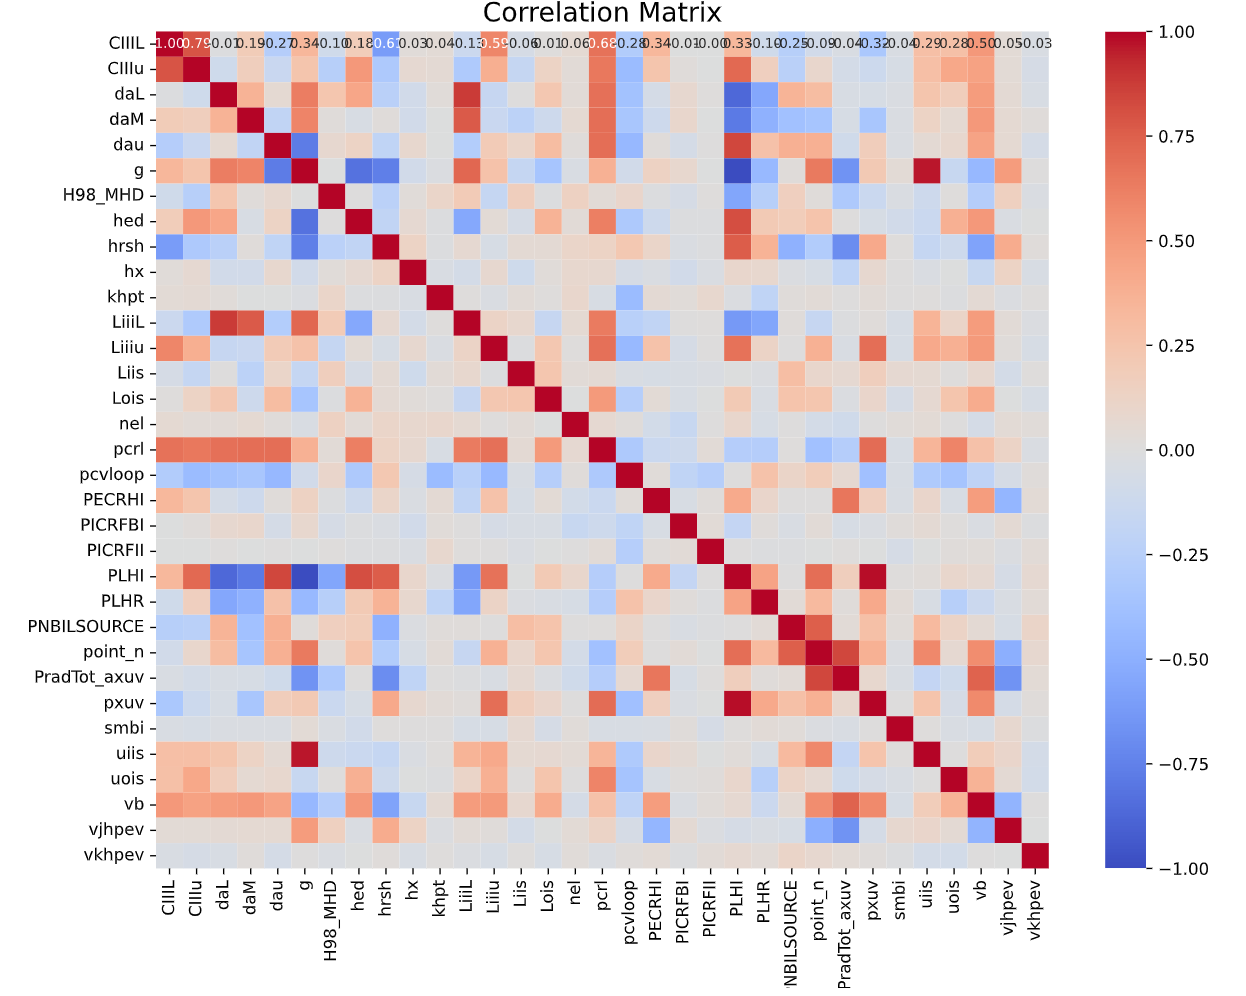 Correlation Matrix
CIIIL
1.00 0.79 -0.01 0.19 -0.27 0.34 -0.10 0.18 0.03 0.04 -0.13 0.59 -0.06 0.01 0.06 0.68 -0.28 0.34 -0.01 -0.00 0.33 -0.10 -0.25 -0.09 -0.04 -0.32 -0.04 0.29 0.28 0.50 0.05 -0.03
CIIIu
daL
daM
dau
g
H98_MHD
hed
hrsh
hx
khpt
LiiiL
Liiiu
Liis
Lois
nel
pcrl
pcvloop
PECRHI
PICRFBI
PICRFII
PLHI
PLHR
PNBILSOURCE
point_n
PradTot_axuv
pxuv
smbi
uiis
uois
vb
vjhpev
vkhpev
CIIIL
CIIIu
daL
daM
dau
g
H98_MHD
hed
hrsh
hx
khpt
LiiiL
Liiiu
Liis
Lois
nel
pcrl
pcvloop
PECRHI
PICRFBI
PICRFII
PLHI
PLHR
NBILSOURCE
point_n
PradTot_axuv
pxuv
smbi
uiis
uois
vb
vjhpev
vkhpev
1.00
0.75
0.50
0.25
0.00
−0.25
−0.50
−0.75
−1.00